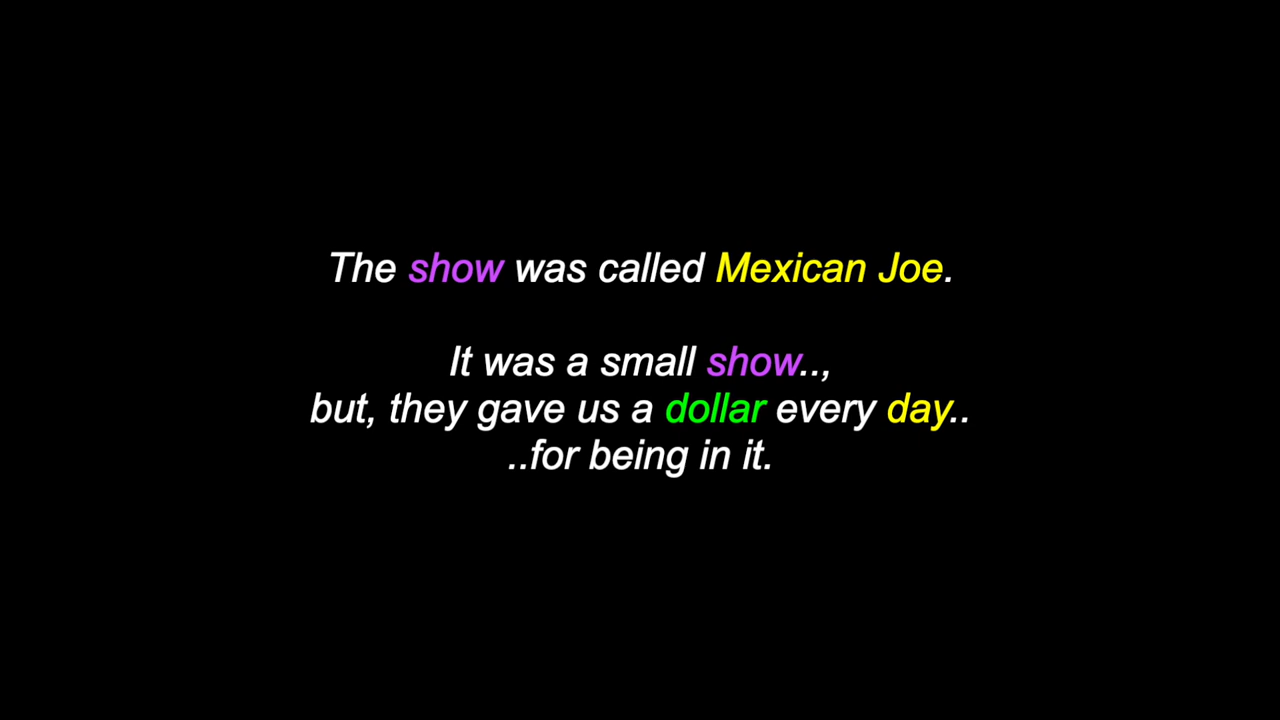 The show was called Mexican Joe.
It was a small show..,
but, they gave us a dollar every day..
..for being in it.